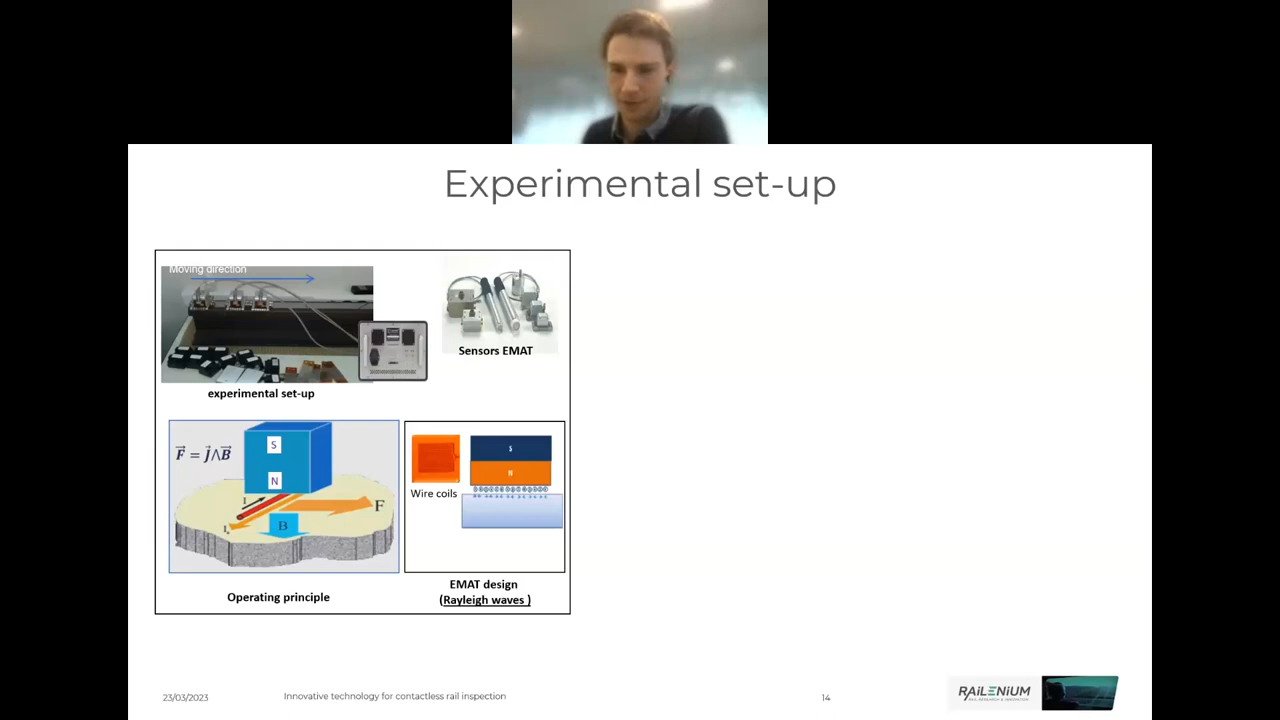 Experimental set-up
Moving direction
Sensors EMAT
experimental set-up
S
N
F = j∧B
I
F
B
Operating principle
S
N
Wire coils
EMAT design
(Rayleigh waves )
23/03/2023
Innovative technology for contactless rail inspection
14
RAILENIUM